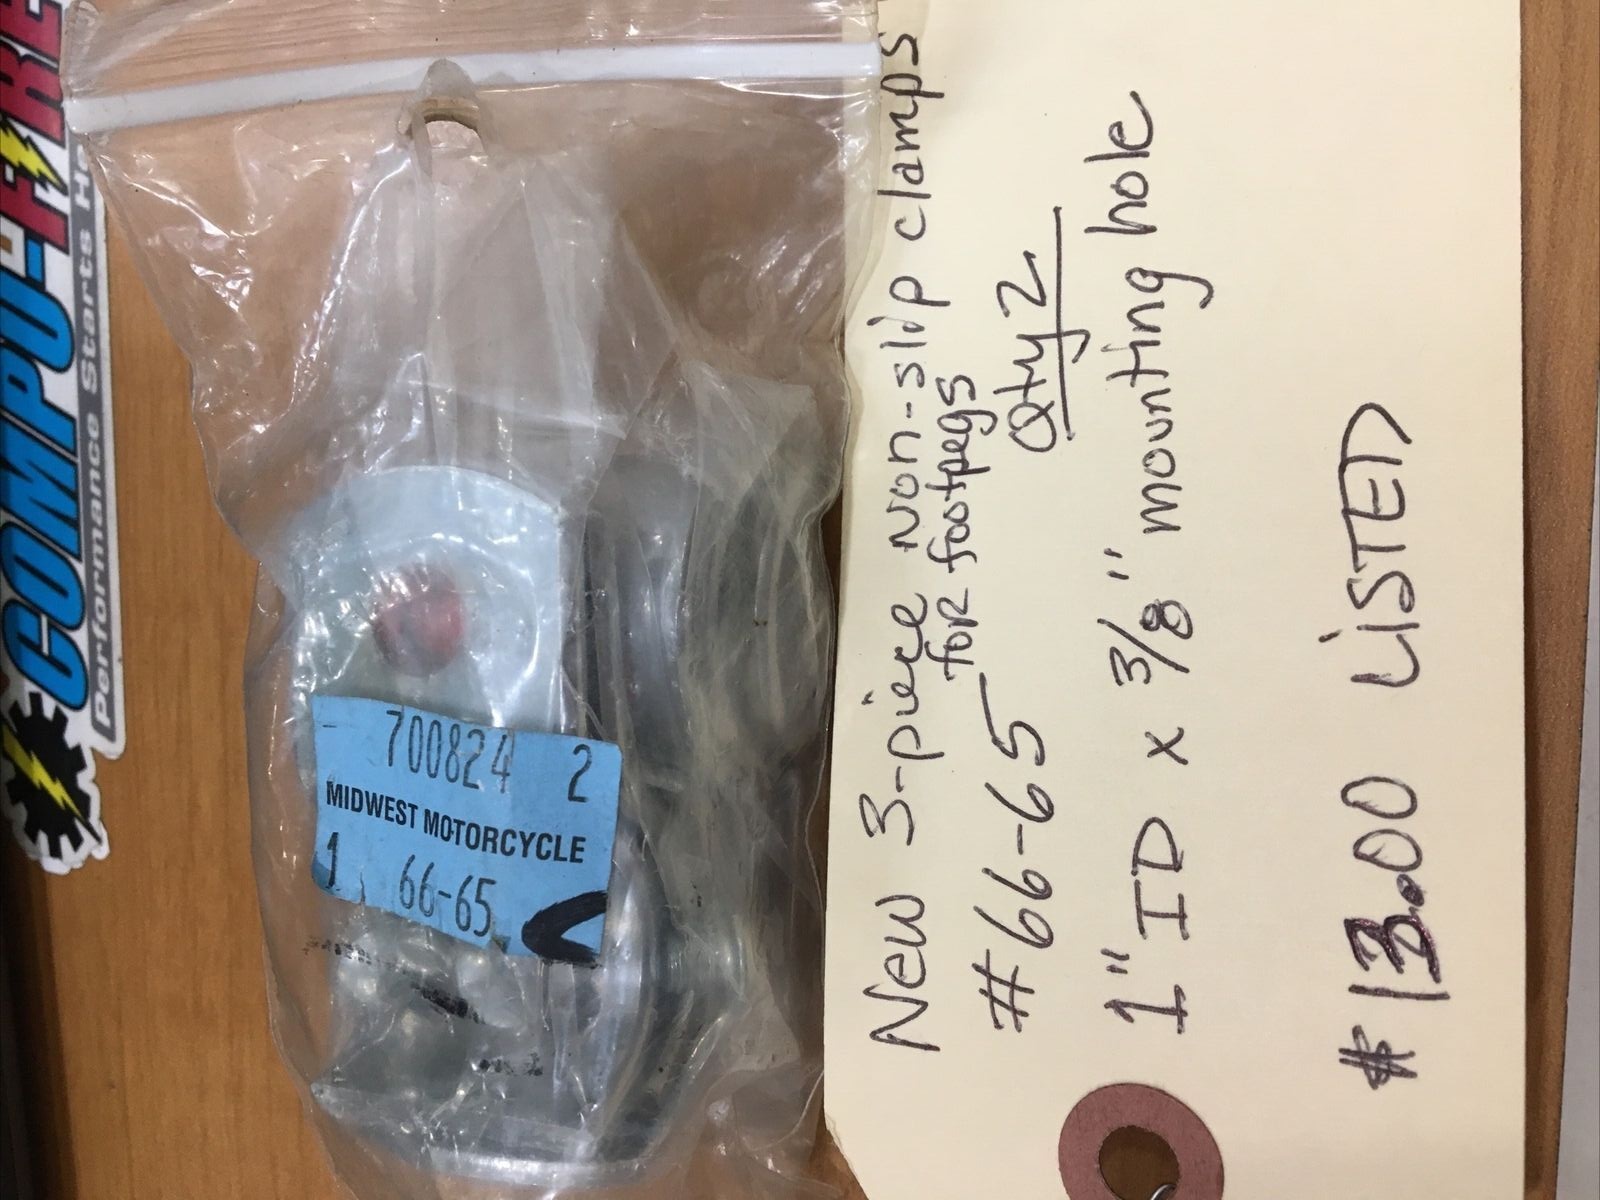 COMPU-FIRE
Performance Starts He
700824 2
MIDWEST MOTORCYCLE
1 66-65
New 3-piece non-slip clamps
for footpegs
#66-65 Qty 2
1" ID x 3/8" mounting hole
$13.00 LiSTED